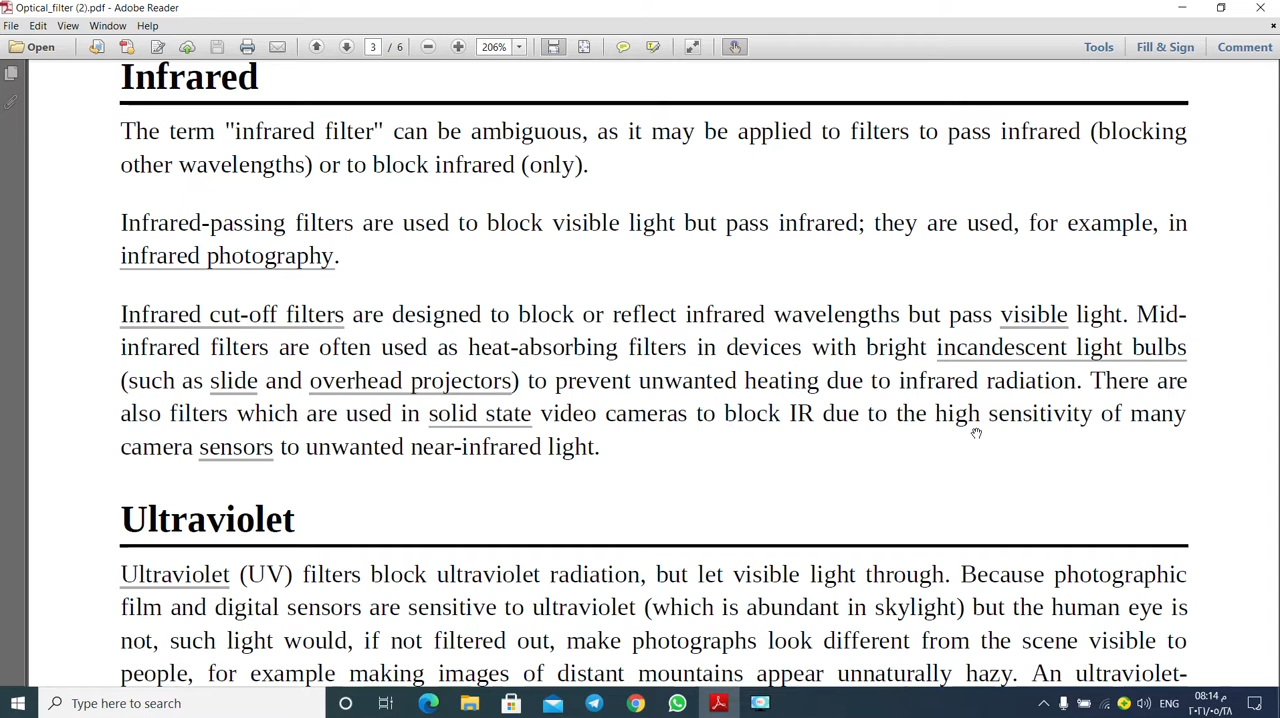 Optical_filter (2).pdf - Adobe Reader
File Edit View Window Help
Open 3 / 6 206% Tools Fill & Sign Comment
Infrared
The term "infrared filter" can be ambiguous, as it may be applied to filters to pass infrared (blocking
other wavelengths) or to block infrared (only).
Infrared-passing filters are used to block visible light but pass infrared; they are used, for example, in
infrared photography.
Infrared cut-off filters are designed to block or reflect infrared wavelengths but pass visible light. Mid-
infrared filters are often used as heat-absorbing filters in devices with bright incandescent light bulbs
(such as slide and overhead projectors) to prevent unwanted heating due to infrared radiation. There are
also filters which are used in solid state video cameras to block IR due to the high sensitivity of many
camera sensors to unwanted near-infrared light.
Ultraviolet
Ultraviolet (UV) filters block ultraviolet radiation, but let visible light through. Because photographic
film and digital sensors are sensitive to ultraviolet (which is abundant in skylight) but the human eye is
not, such light would, if not filtered out, make photographs look different from the scene visible to
people, for example making images of distant mountains appear unnaturally hazy. An ultraviolet-
Type here to search ENG 08:14 م
٢٠٢١/٠٥/٢٨